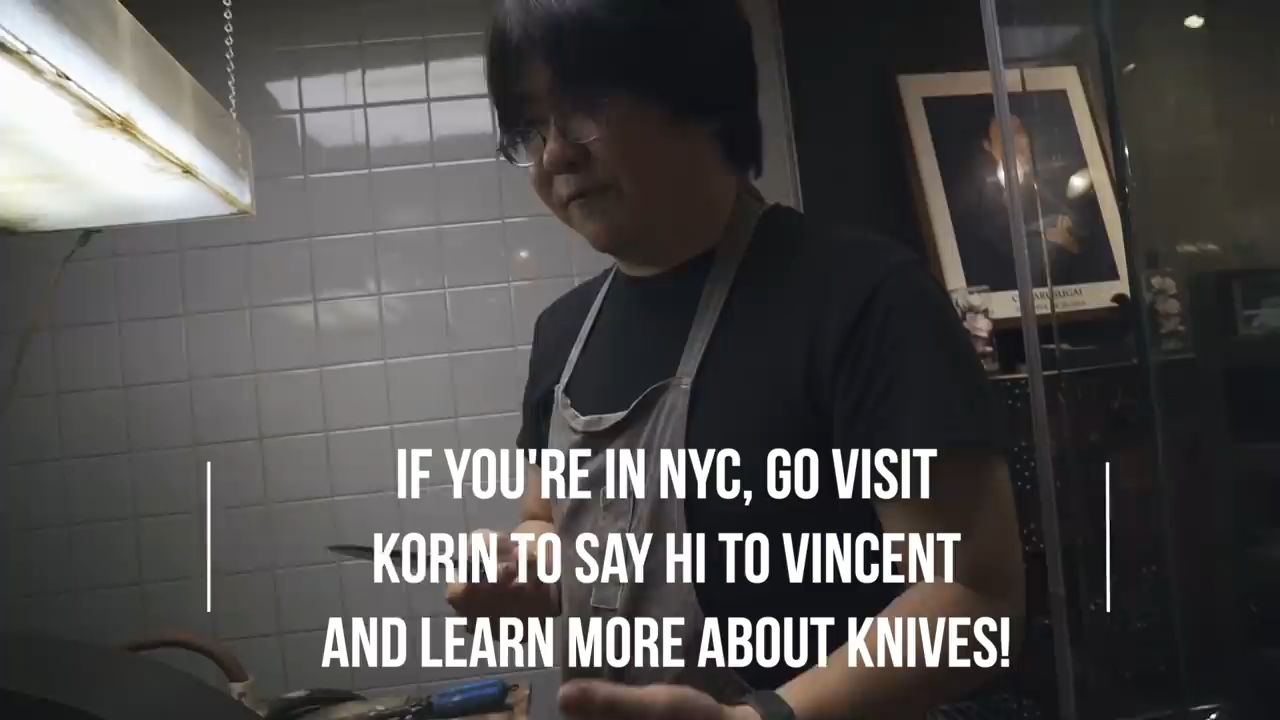 IF YOU'RE IN NYC, GO VISIT
KORIN TO SAY HI TO VINCENT
AND LEARN MORE ABOUT KNIVES!